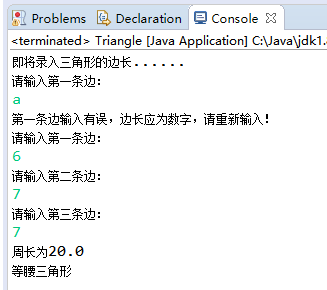 Problems Declaration Console
<terminated> Triangle [Java Application] C:\Java\jdk1.
即将录入三角形的边长......
请输入第一条边:
a
第一条边输入有误，边长应为数字，请重新输入!
请输入第一条边:
6
请输入第二条边:
7
请输入第三条边:
7
周长为20.0
等腰三角形